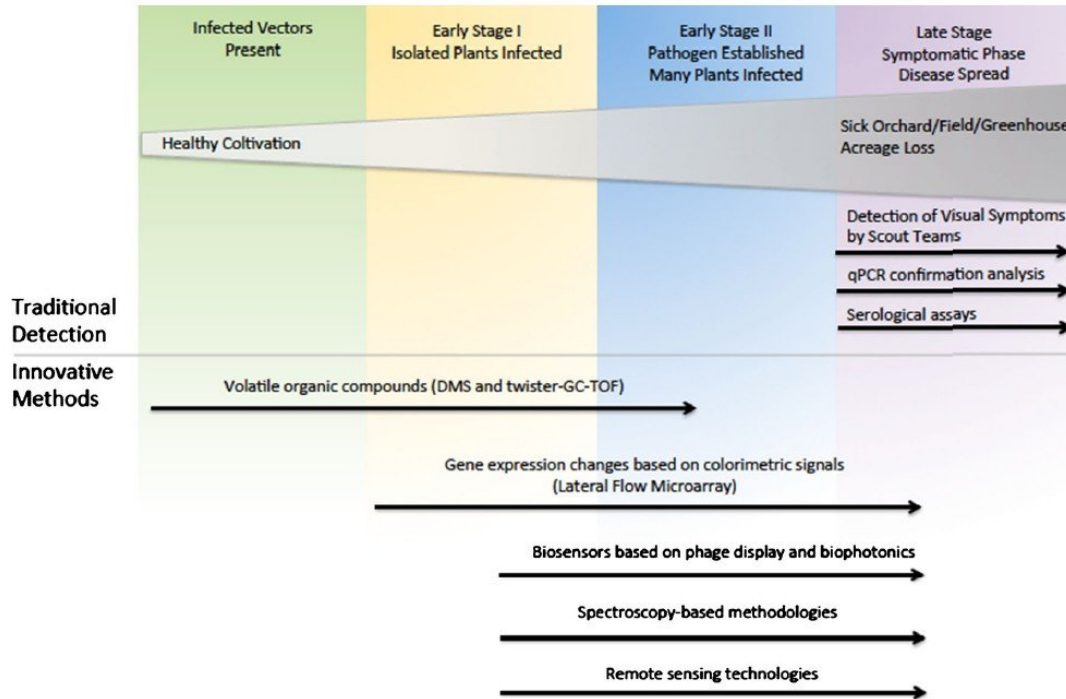 Infected Vectors
Present
Early Stage I
Isolated Plants Infected
Early Stage II
Pathogen Established
Many Plants Infected
Late Stage
Symptomatic Phase
Disease Spread
Healthy Coltivation
Sick Orchard/Field/Greenhouse
Acreage Loss
Detection of Visual Symptoms
by Scout Teams
qPCR confirmation analysis
Serological assays
Traditional
Detection
Innovative
Methods
Volatile organic compounds (DMS and twister-GC-TOF)
Gene expression changes based on colorimetric signals
(Lateral Flow Microarray)
Biosensors based on phage display and biophotonics
Spectroscopy-based methodologies
Remote sensing technologies